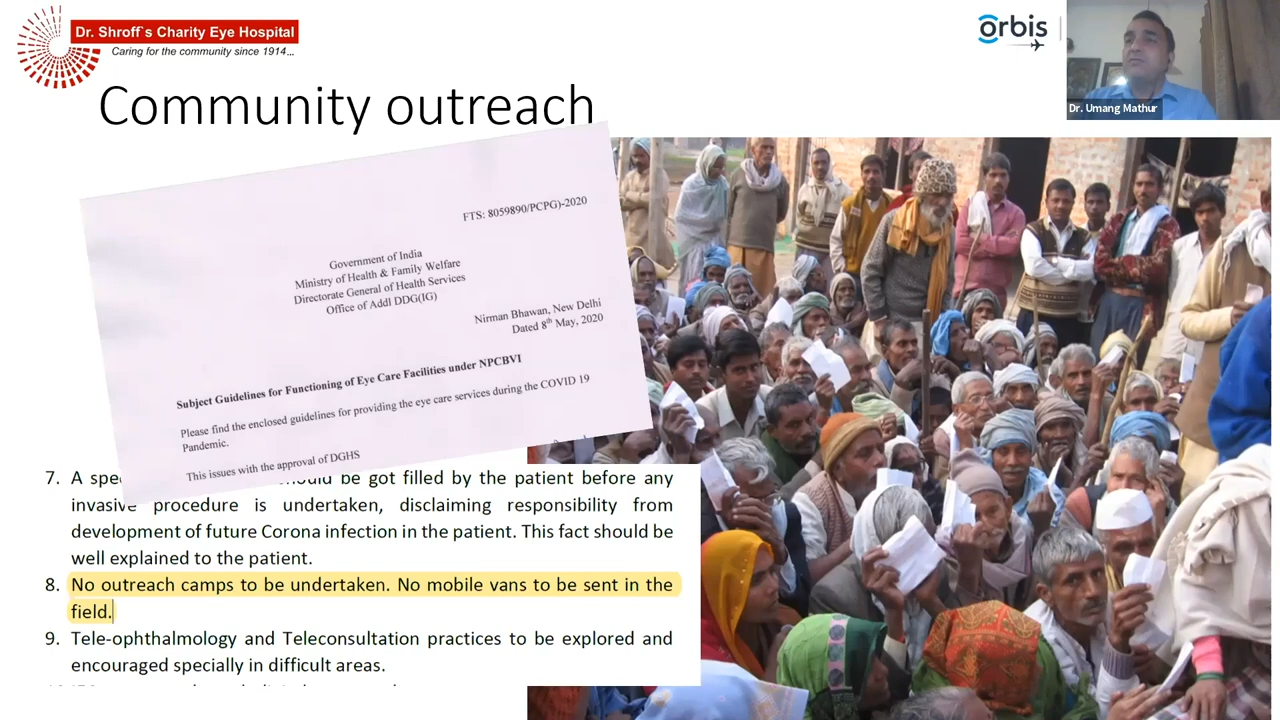 Dr. Shroff`s Charity Eye Hospital
Caring for the community since 1914...
orbis
Dr. Umang Mathur
Community outreach
FTS: 8059890/PCPG)-2020
Government of India
Ministry of Health & Family Welfare
Directorate General of Health Services
Office of Addl DDG(IG)
Nirman Bhawan, New Delhi
Dated 8th May, 2020
Subject Guidelines for Functioning of Eye Care Facilities under NPCBVI
Please find the enclosed guidelines for providing the eye care services during the COVID 19
Pandemic.
This issues with the approval of DGHS
7. A should be got filled by the patient before any
invasive procedure is undertaken, disclaiming responsibility from
development of future Corona infection in the patient. This fact should be
well explained to the patient.
8. No outreach camps to be undertaken. No mobile vans to be sent in the
field.
9. Tele-ophthalmology and Teleconsultation practices to be explored and
encouraged specially in difficult areas.